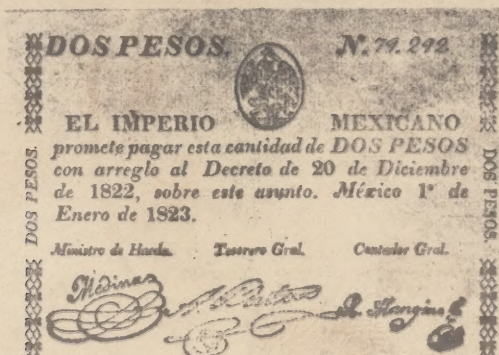 DOS PESOS. N. 79.292
EL IMPERIO MEXICANO
promete pagar esta cantidad de DOS PESOS
con arreglo al Decreto de 20 de Diciembre
de 1822, sobre este asunto. México 1º de
Enero de 1823.
Ministro de Hacda. Tesorero Gral. Contador Gral.
Medina
DOS PESOS.
DOS PESOS.